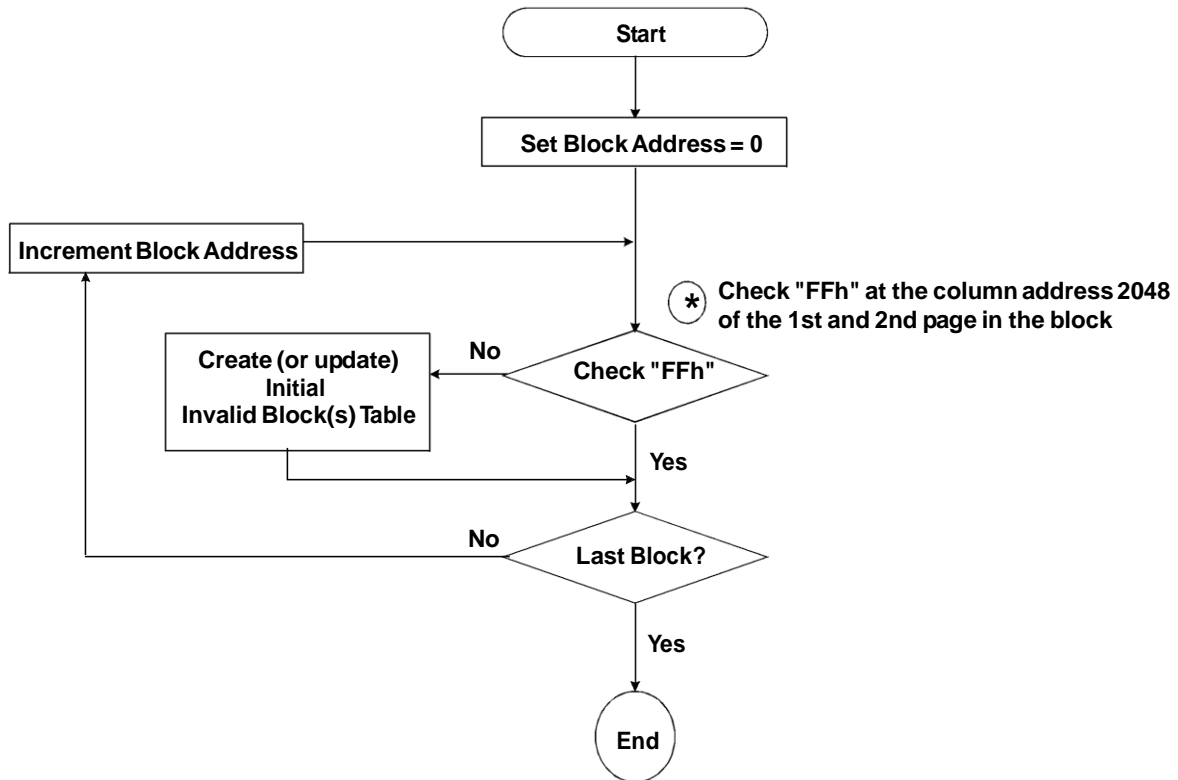 Start
Set Block Address = 0
Increment Block Address
* Check "FFh" at the column address 2048
of the 1st and 2nd page in the block
Create (or update)
Initial
Invalid Block(s) Table
No
Check "FFh"
Yes
No
Last Block?
Yes
End